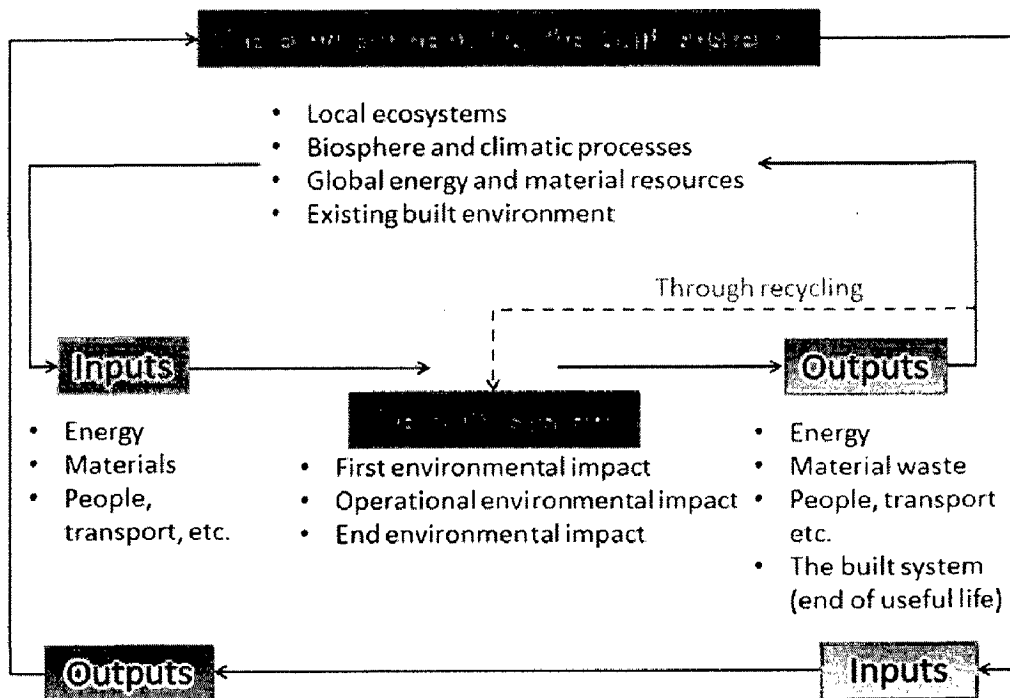 • Local ecosystems
• Biosphere and climatic processes
• Global energy and material resources
• Existing built environment
Through recycling
Inputs
Outputs
• Energy
• Materials
• People,
transport, etc.
• First environmental impact
• Operational environmental impact
• End environmental impact
• Energy
• Material waste
• People, transport
etc.
• The built system
(end of useful life)
Outputs
Inputs